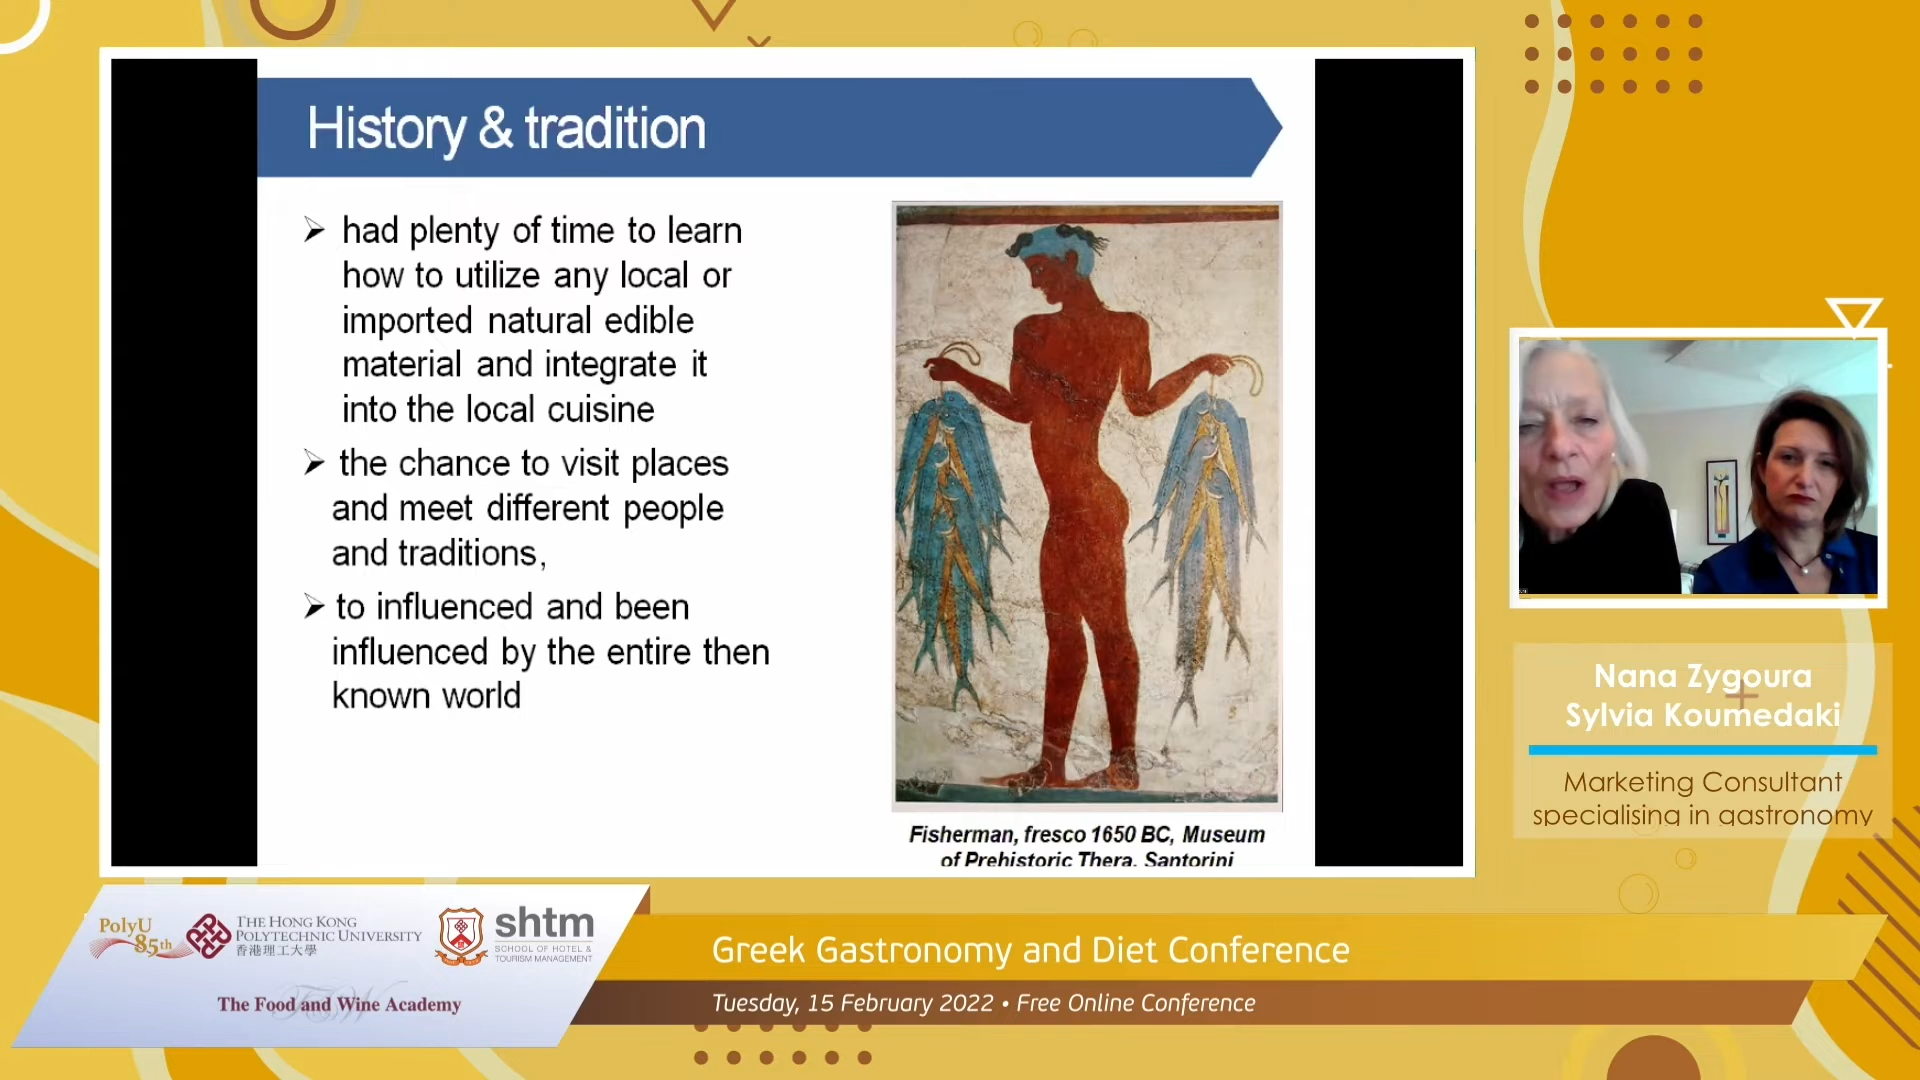 History & tradition
had plenty of time to learn
how to utilize any local or
imported natural edible
material and integrate it
into the local cuisine
the chance to visit places
and meet different people
and traditions,
to influenced and been
influenced by the entire then
known world
Fisherman, fresco 1650 BC, Museum
of Prehistoric Thera, Santorini
Nana Zygoura
Sylvia Koumedaki
Marketing Consultant
specialising in gastronomy
PolyU
85th
THE HONG KONG
POLYTECHNIC UNIVERSITY
香港理工大學
shtm
SCHOOL OF HOTEL &
TOURISM MANAGEMENT
The Food and Wine Academy
Greek Gastronomy and Diet Conference
Tuesday, 15 February 2022 • Free Online Conference